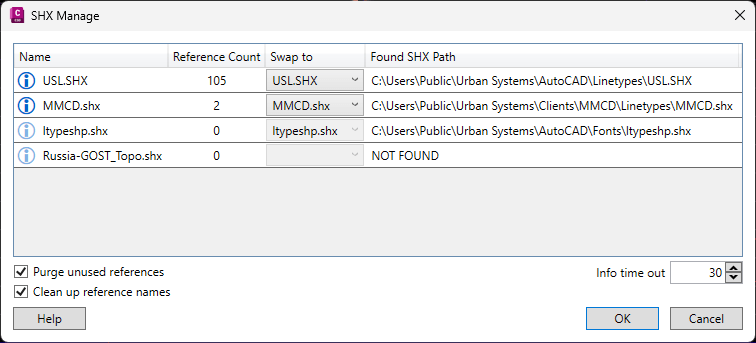 SHX Manage
Name Reference Count Swap to Found SHX Path
USL.SHX 105 USL.SHX C:\Users\Public\Urban Systems\AutoCAD\Linetypes\USL.SHX
MMCD.shx 2 MMCD.shx C:\Users\Public\Urban Systems\Clients\MMCD\Linetypes\MMCD.shx
ltypeshp.shx 0 ltypeshp.shx C:\Users\Public\Urban Systems\AutoCAD\Fonts\ltypeshp.shx
Russia-GOST_Topo.shx 0 NOT FOUND
Purge unused references Info time out 30
Clean up reference names
Help OK Cancel